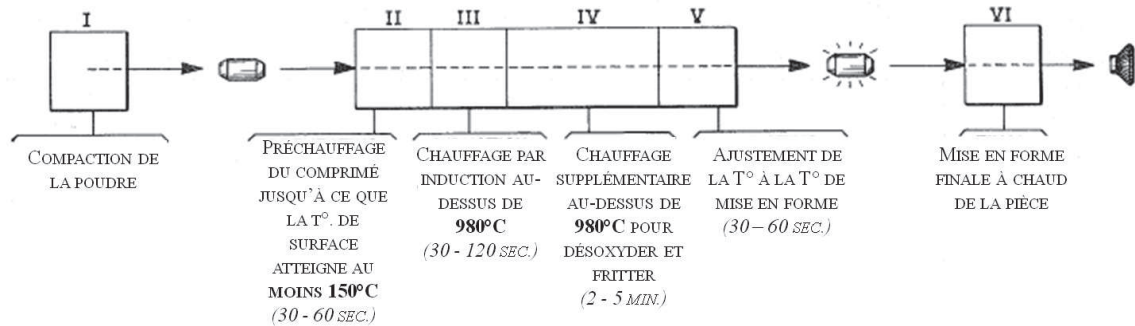 I
II
III
IV
V
VI
COMPACTION DE
LA POUDRE
PRÉCHAUFFAGE
DU COMPRIMÉ
JUSQU'À CE QUE
LA T°. DE
SURFACE
ATTEIGNE AU
MOINS 150°C
(30 - 60 SEC.)
CHAUFFAGE PAR
INDUCTION AU-
DESSUS DE
980°C
(30 - 120 SEC.)
CHAUFFAGE
SUPPLÉMENTAIRE
AU-DESSUS DE
980°C POUR
DÉSOXYDER ET
FRITTER
(2 - 5 MIN.)
AJUSTEMENT DE
LA T° À LA T° DE
MISE EN FORME
(30 – 60 SEC.)
MISE EN FORME
FINALE À CHAUD
DE LA PIÈCE